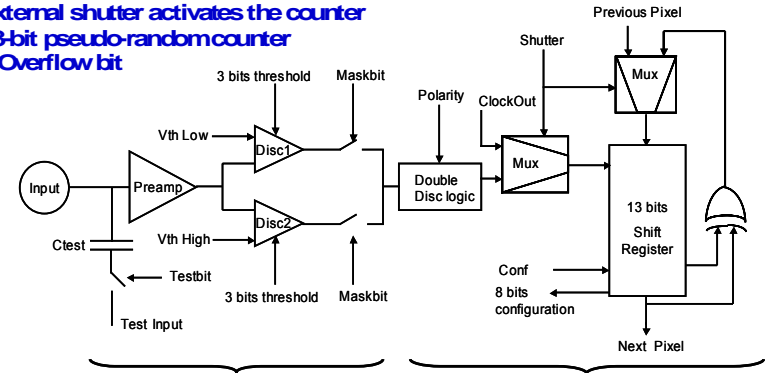 xternal shutter activates the counter
-bit pseudo-random counter
Overflow bit
Previous Pixel
Shutter
Mux
3 bits threshold
Maskbit
Polarity
ClockOut
Vth Low
Disc1
Mux
Input
Preamp
Double
Disc logic
13 bits
Shift
Register
Disc2
Ctest
Vth High
Testbit
Conf
8 bits
configuration
3 bits threshold
Maskbit
Test Input
Next Pixel